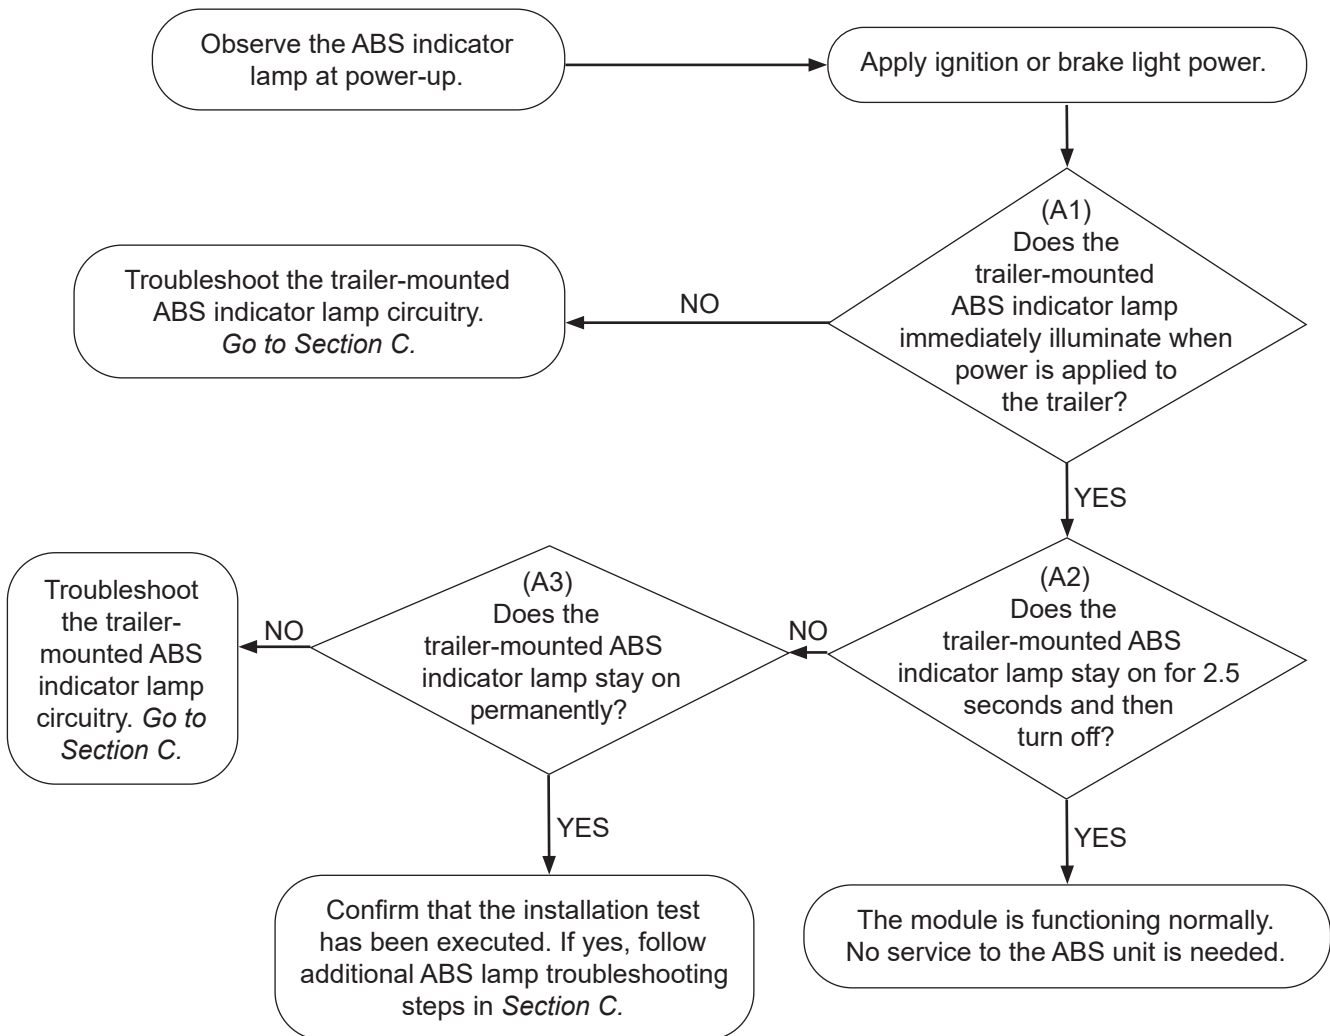 Observe the ABS indicator
lamp at power-up.
Apply ignition or brake light power.
(A1)
Does the
trailer-mounted
ABS indicator lamp
immediately illuminate when
power is applied to
the trailer?
NO
Troubleshoot the trailer-mounted
ABS indicator lamp circuitry.
Go to Section C.
YES
(A2)
Does the
trailer-mounted ABS
indicator lamp stay on for 2.5
seconds and then
turn off?
NO
(A3)
Does the
trailer-mounted ABS
indicator lamp stay on
permanently?
NO
Troubleshoot
the trailer-
mounted ABS
indicator lamp
circuitry. Go to
Section C.
YES
Confirm that the installation test
has been executed. If yes, follow
additional ABS lamp troubleshooting
steps in Section C.
YES
The module is functioning normally.
No service to the ABS unit is needed.